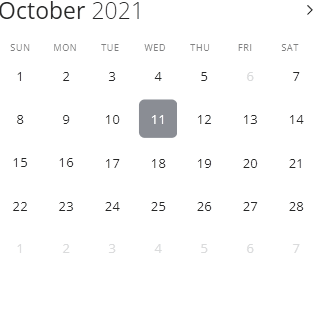 October 2021
SUN MON TUE WED THU FRI SAT
1 2 3 4 5 6 7
8 9 10 11 12 13 14
15 16 17 18 19 20 21
22 23 24 25 26 27 28
1 2 3 4 5 6 7